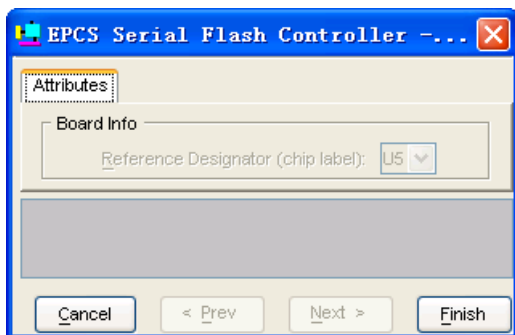 EPCS Serial Flash Controller -...
Attributes
Board Info
Reference Designator (chip label): U5
Cancel < Prev Next > Finish